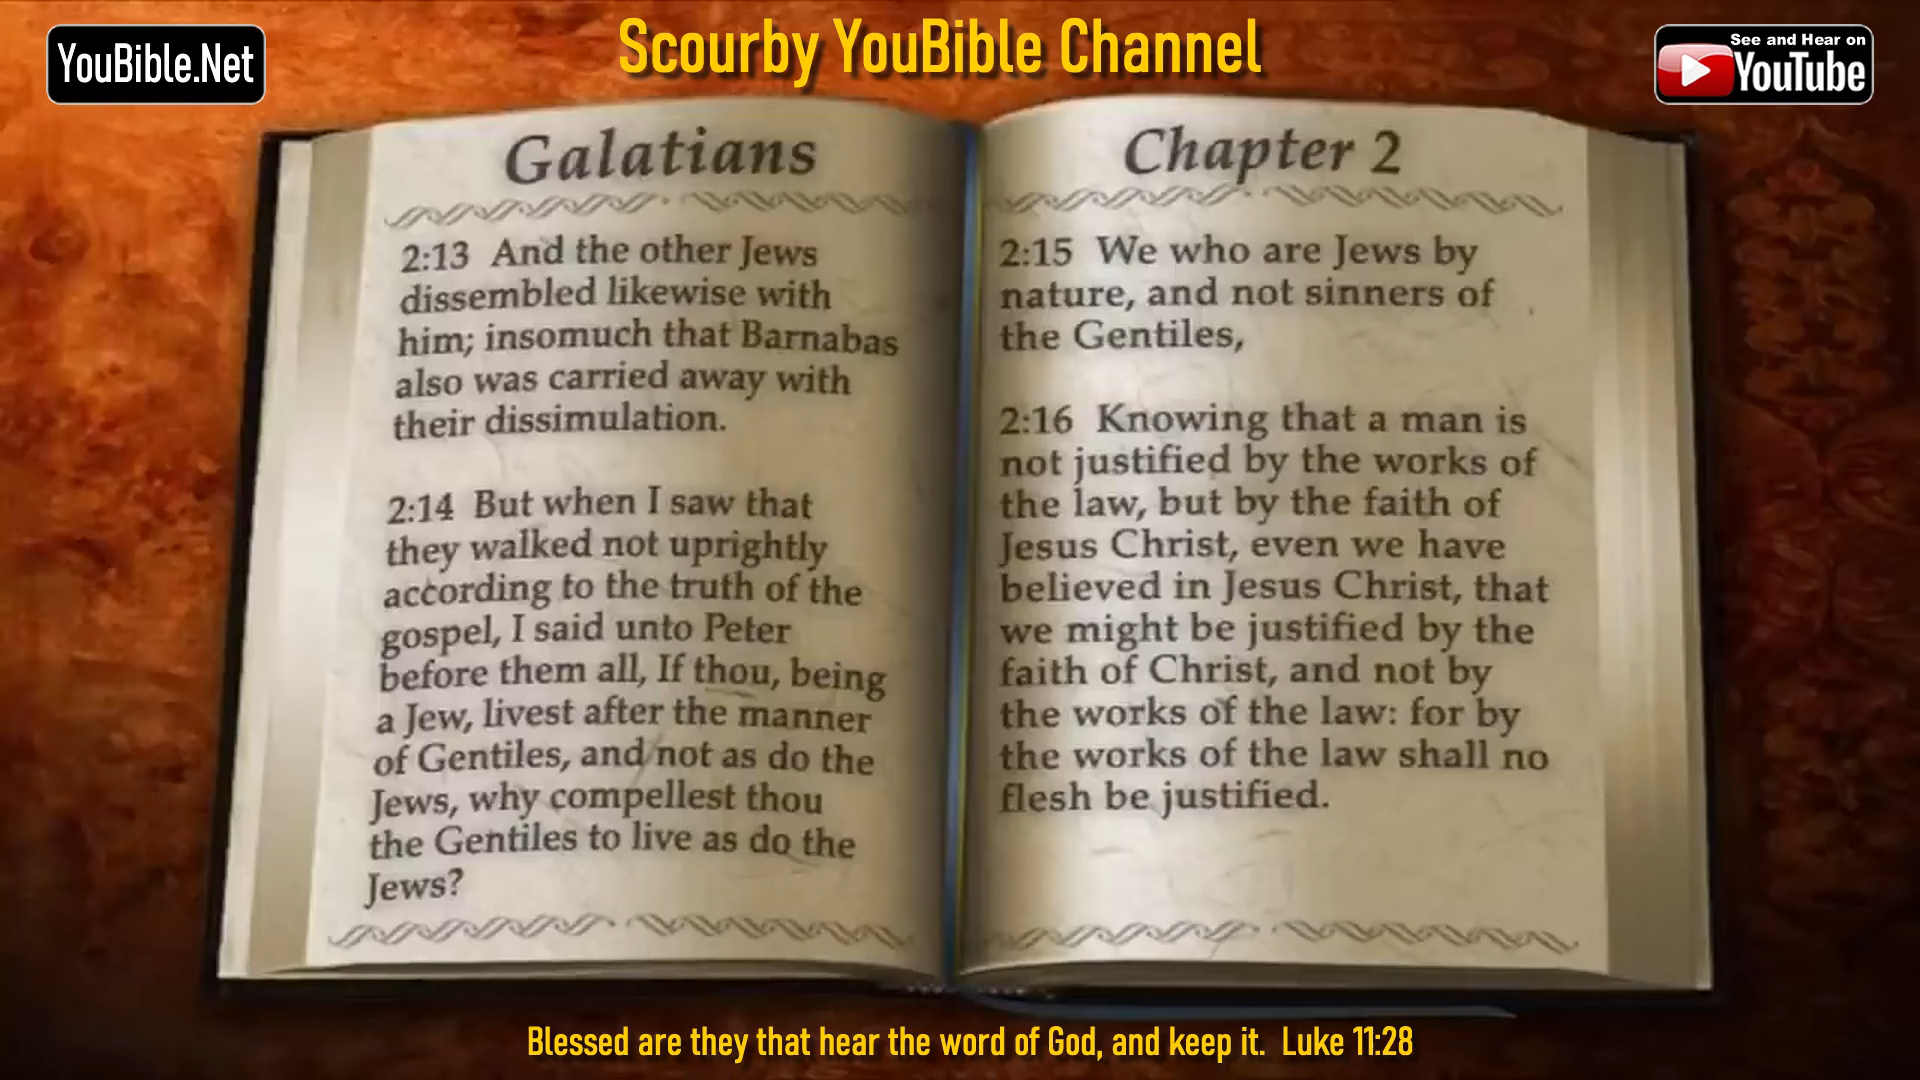 YouBible.Net
Scourby YouBible Channel
See and Hear on
YouTube
Galatians
2:13 And the other Jews
dissembled likewise with
him; insomuch that Barnabas
also was carried away with
their dissimulation.
2:14 But when I saw that
they walked not uprightly
according to the truth of the
gospel, I said unto Peter
before them all, If thou, being
a Jew, livest after the manner
of Gentiles, and not as do the
Jews, why compellest thou
the Gentiles to live as do the
Jews?
Chapter 2
2:15 We who are Jews by
nature, and not sinners of
the Gentiles,
2:16 Knowing that a man is
not justified by the works of
the law, but by the faith of
Jesus Christ, even we have
believed in Jesus Christ, that
we might be justified by the
faith of Christ, and not by
the works of the law: for by
the works of the law shall no
flesh be justified.
Blessed are they that hear the word of God, and keep it. Luke 11:28